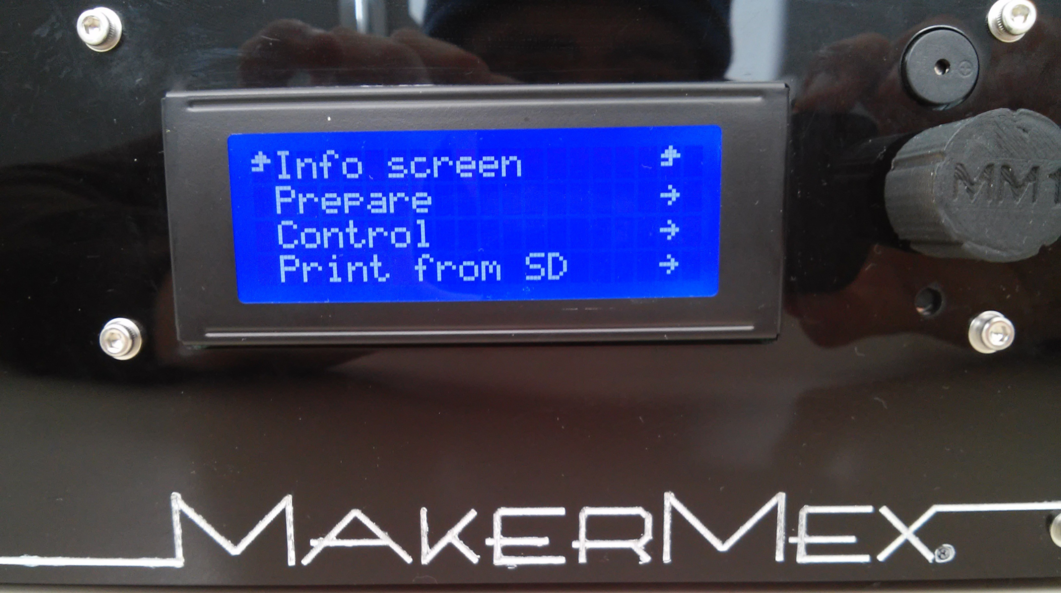 Info screen
Prepare
Control
Print from SD
MM1
MAKERMEX